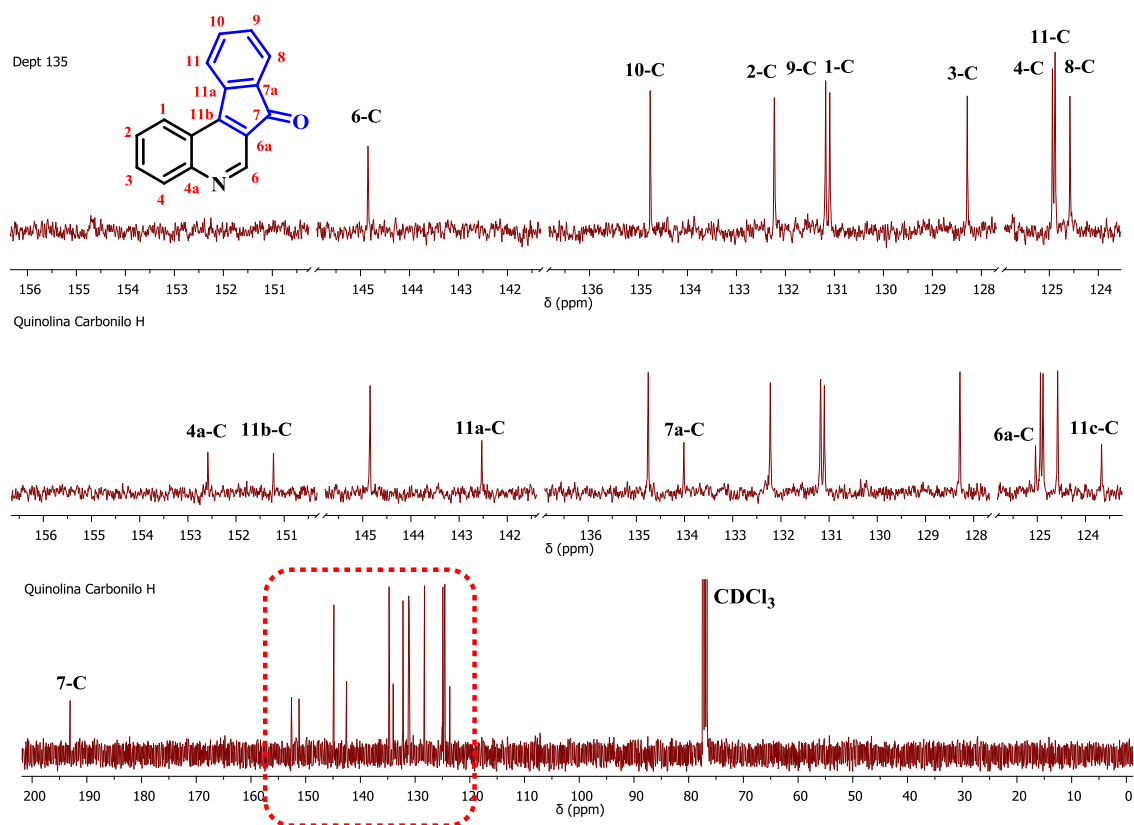 Dept 135
10
9
8
11
11a
7a
7
O
11b
1
2
3
4
4a
N
6
6a
6-C
10-C
2-C
9-C
1-C
3-C
4-C
11-C
8-C
156 155 154 153 152 151 145 144 143 142 136 135 134 133 132 131 130 129 128 125 124
δ (ppm)
Quinolina Carbonilo H
4a-C
11b-C
11a-C
7a-C
6a-C
11c-C
156 155 154 153 152 151 145 144 143 142 136 135 134 133 132 131 130 129 128 125 124
δ (ppm)
Quinolina Carbonilo H
7-C
CDCl3
200 190 180 170 160 150 140 130 120 110 100 90 80 70 60 50 40 30 20 10 0
δ (ppm)